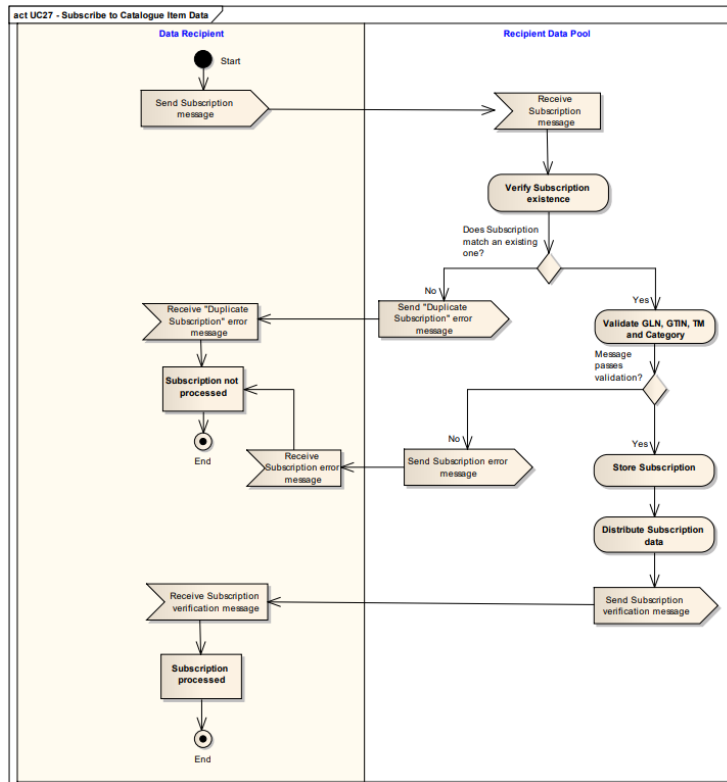 act UC27 - Subscribe to Catalogue Item Data
Data Recipient
Recipient Data Pool
Start
Send Subscription
message
Receive
Subscription
message
Verify Subscription
existence
Does Subscription
match an existing
one?
No
Yes
Receive "Duplicate
Subscription" error
message
Send "Duplicate
Subscription" error
message
Validate GLN, GTIN, TM
and Category
Message
passes
validation?
Subscription not
processed
End
No
Yes
Receive
Subscription error
message
Send Subscription error
message
Store Subscription
Distribute Subscription
data
Receive Subscription
verification message
Send Subscription
verification message
Subscription
processed
End